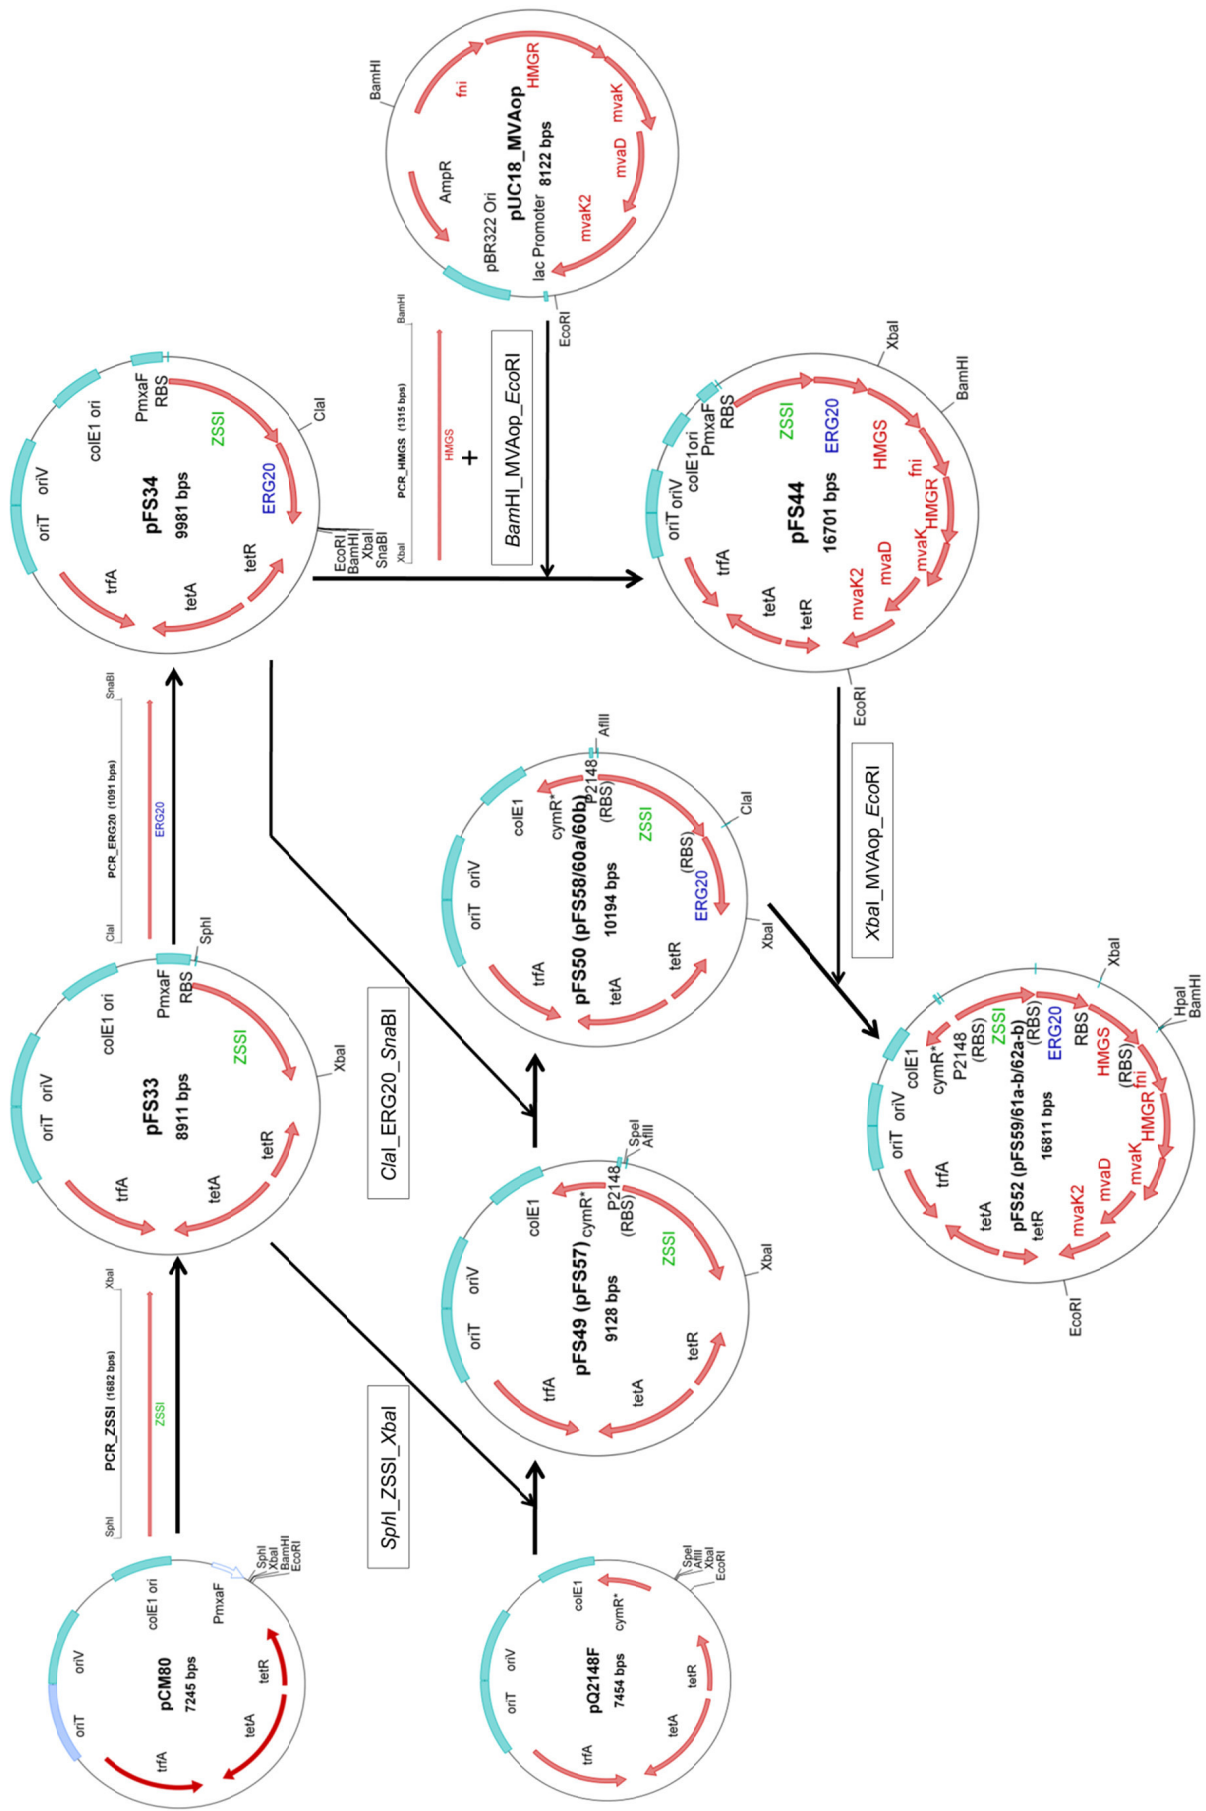 oriT
oriV
colE1 ori
PmxaF
SphI
XbaI
BamHI
EcoRI
tetR
tetA
trfA
pCM80
7245 bps
SphI
XbaI
PCR_ZSSI (1682 bps)
ZSSI
oriT
oriV
colE1 ori
PmxaF
RBS
SphI
ZSSI
XbaI
tetR
tetA
trfA
pFS33
8911 bps
ClaI
SnaBI
PCR_ERG20 (1091 bps)
ERG20
oriT
oriV
colE1 ori
PmxaF
RBS
ZSSI
ClaI
ERG20
EcoRI
BamHI
XbaI
SnaBI
tetR
tetA
trfA
pFS34
9981 bps
XbaI
BamHI
PCR_HMGS (1315 bps)
HMGS
+
BamHI_MVAop_EcoRI
AmpR
BamHI
fni
HMGR
mvaK
mvaD
mvaK2
EcoRI
lac Promoter
pBR322 Ori
pUC18_MVAop
8122 bps
oriT
oriV
colE1
cymR*
SpeI
AflII
XbaI
EcoRI
tetR
tetA
trfA
pQ2148F
7454 bps
SphI_ZSSI_XbaI
oriT
oriV
colE1
cymR*
P2148
(RBS)
SpeI
AflII
ZSSI
XbaI
tetR
tetA
trfA
pFS49 (pFS57)
9128 bps
ClaI_ERG20_SnaBI
oriT
oriV
colE1
cymR*
P2148
(RBS)
AflII
ZSSI
ClaI
(RBS)
ERG20
XbaI
tetR
tetA
trfA
pFS50 (pFS58/60a/60b)
10194 bps
oriT
oriV
colE1 ori
PmxaF
RBS
ZSSI
ERG20
XbaI
HMGS
BamHI
fni
HMGR
mvaK
mvaD
mvaK2
EcoRI
tetR
tetA
trfA
pFS44
16701 bps
XbaI_MVAop_EcoRI
oriT
oriV
colE1
cymR*
P2148
(RBS)
ZSSI
(RBS)
ERG20
XbaI
RBS
HMGS
HpaI
BamHI
(RBS)
fni
HMGR
mvaK
mvaD
mvaK2
EcoRI
tetR
tetA
trfA
pFS52 (pFS59/61a-b/62a-b)
16811 bps